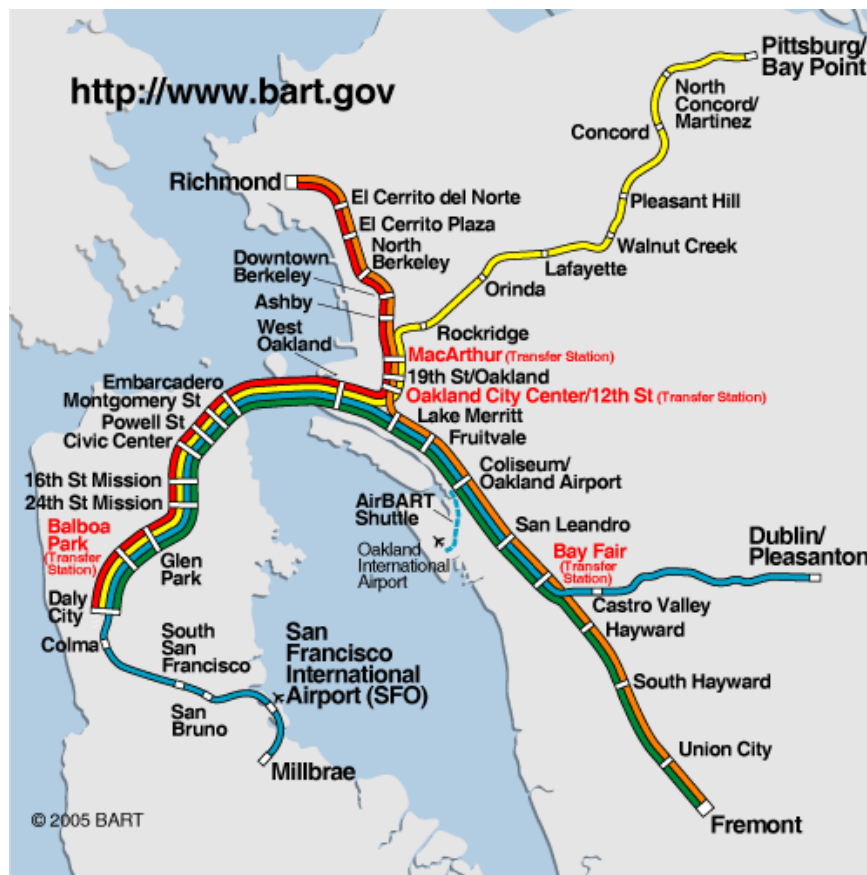 http://www.bart.gov
Pittsburg/
Bay Point
North
Concord/
Martinez
Concord
Richmond
El Cerrito del Norte
El Cerrito Plaza
North
Berkeley
Pleasant Hill
Walnut Creek
Lafayette
Orinda
Downtown
Berkeley
Ashby
West
Oakland
Rockridge
MacArthur (Transfer Station)
19th St/Oakland
Oakland City Center/12th St (Transfer Station)
Embarcadero
Montgomery St
Powell St
Civic Center
Lake Merritt
Fruitvale
Coliseum/
Oakland Airport
16th St Mission
24th St Mission
AirBART
Shuttle
San Leandro
Balboa
Park
(Transfer
Station)
Glen
Park
Oakland
International
Airport
Bay Fair
(Transfer
Station)
Dublin/
Pleasanton
Daly
City
Castro Valley
Hayward
Colma
South
San
Francisco
San
Francisco
International
Airport (SFO)
South Hayward
San
Bruno
Union City
Millbrae
Fremont
© 2005 BART